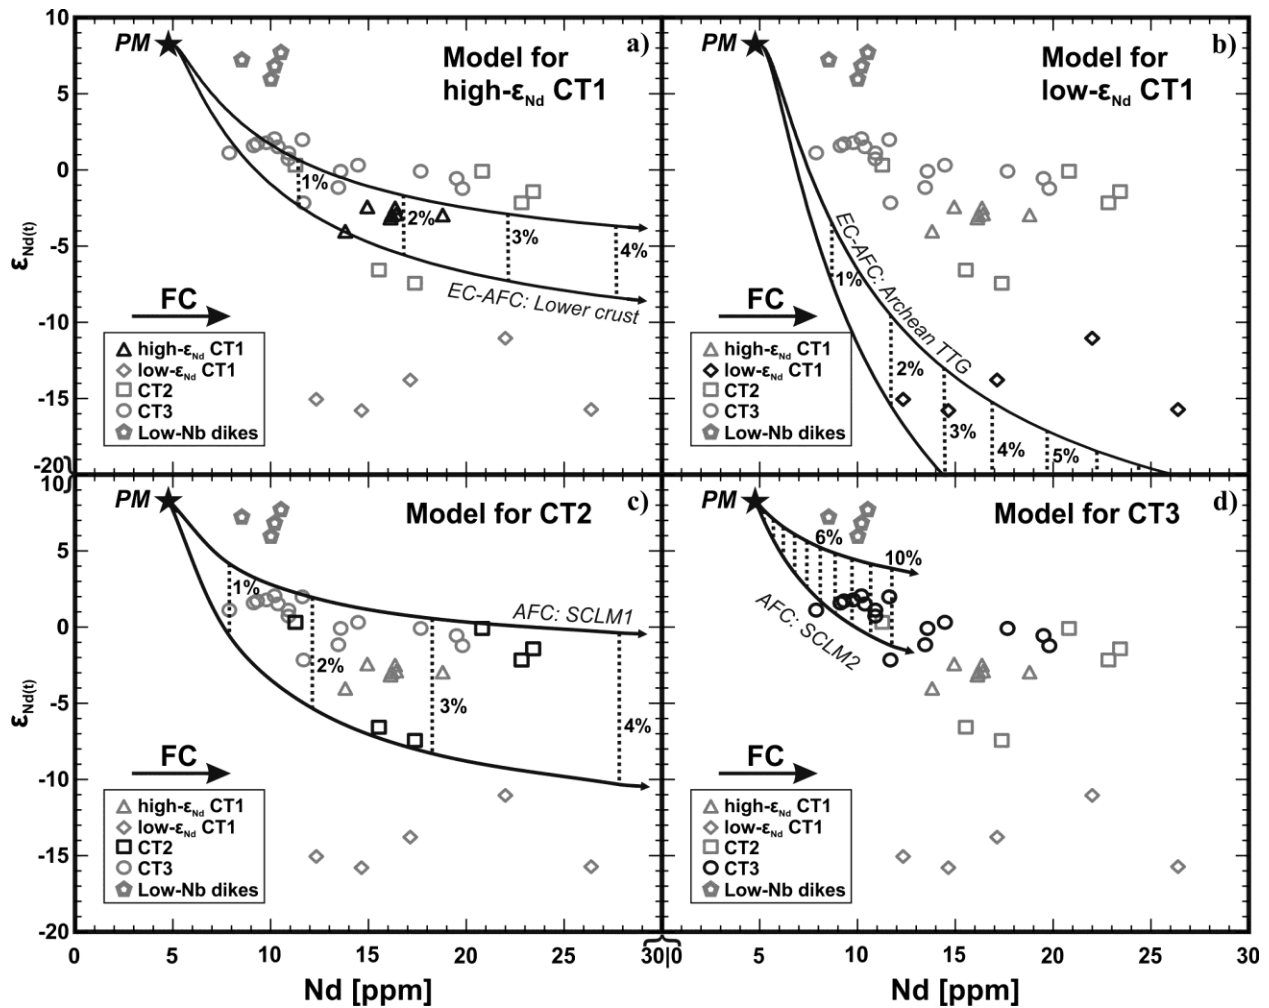 10
5
0
-5
-10
-15
-20
εNd(t)
PM
a)
Model for
high-εNd CT1
1%
2%
3%
4%
EC-AFC: Lower crust
FC
high-εNd CT1
low-εNd CT1
CT2
CT3
Low-Nb dikes
PM
b)
Model for
low-εNd CT1
EC-AFC: Archean TTG
1%
2%
3%
4%
5%
FC
high-εNd CT1
low-εNd CT1
CT2
CT3
Low-Nb dikes
10
5
0
-5
-10
-15
-20
εNd(t)
PM
c)
Model for CT2
1%
2%
3%
4%
AFC: SCLM1
FC
high-εNd CT1
low-εNd CT1
CT2
CT3
Low-Nb dikes
0 5 10 15 20 25 30
Nd [ppm]
PM
d)
Model for CT3
6%
10%
AFC: SCLM2
FC
high-εNd CT1
low-εNd CT1
CT2
CT3
Low-Nb dikes
0 5 10 15 20 25 30
Nd [ppm]